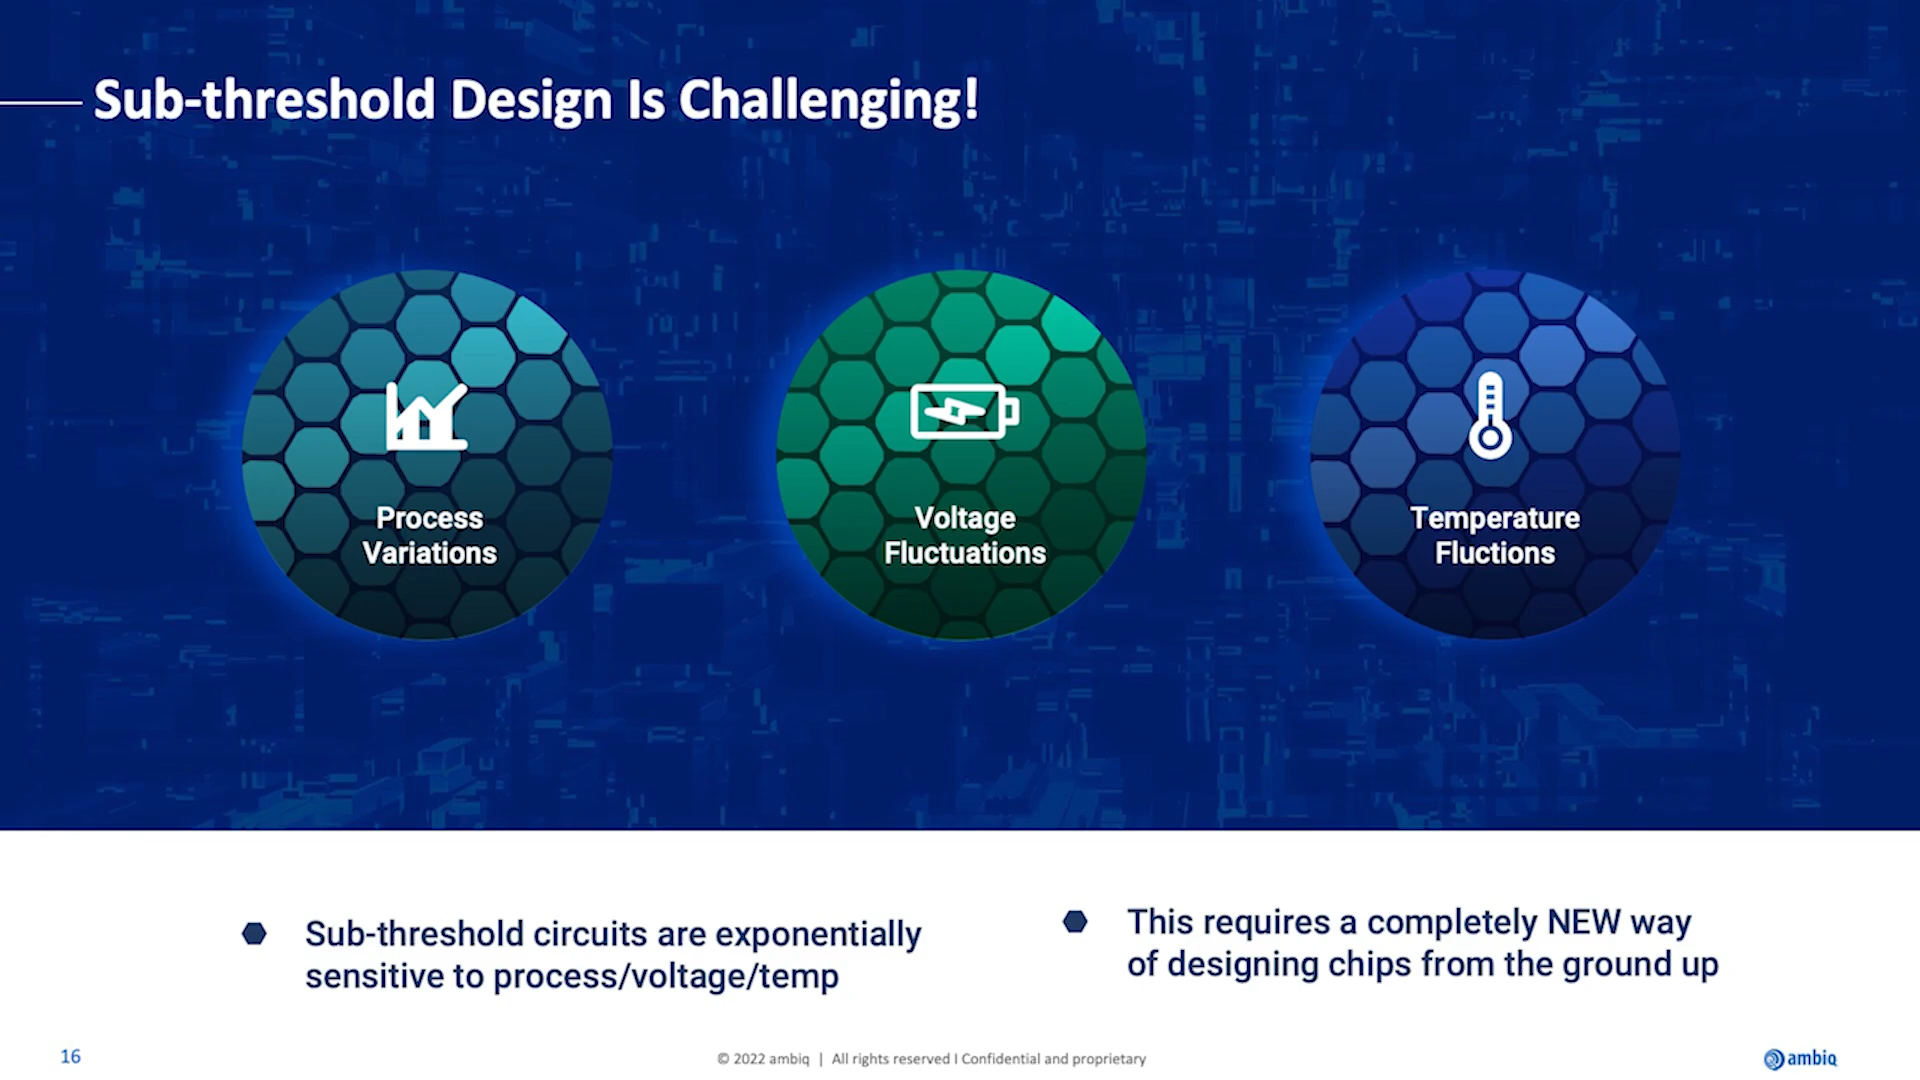 Sub-threshold Design Is Challenging!
Process
Variations
Voltage
Fluctuations
Temperature
Fluctions
Sub-threshold circuits are exponentially
sensitive to process/voltage/temp
This requires a completely NEW way
of designing chips from the ground up
16
© 2022 ambiq | All rights reserved I Confidential and proprietary
ambiq